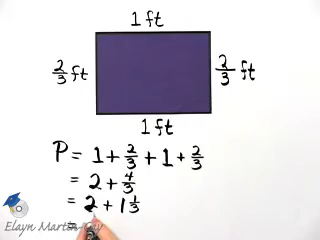 1 ft
2/3 ft
2/3 ft
1 ft
P = 1 + 2/3 + 1 + 2/3
= 2 + 4/3
= 2 + 1 1/3
=
Elayn Martin-Gay